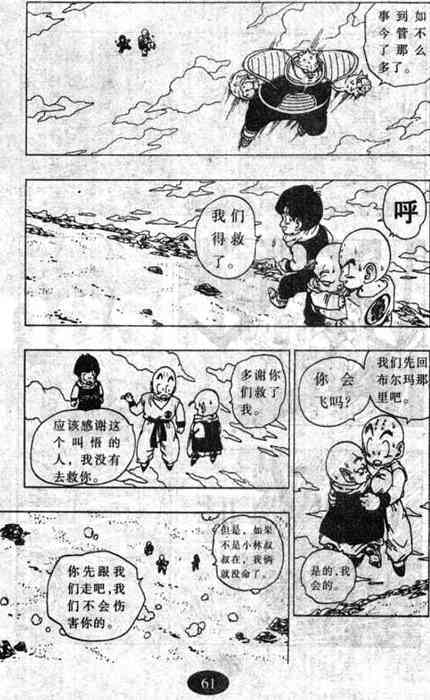 事到如
今管不
了那么
多了。
呼
我们
得救
了。
我们先回
布尔玛那
里吧。
你会
飞吗?
是的，我
会的。
多谢你
们救了
我。
应该感谢这
个叫悟的
人，我没有
去救你。
但是，如果
不是小林叔
叔在，我俩
就没命了。
你先跟我
们走吧，我
们不会伤
害你的。
61